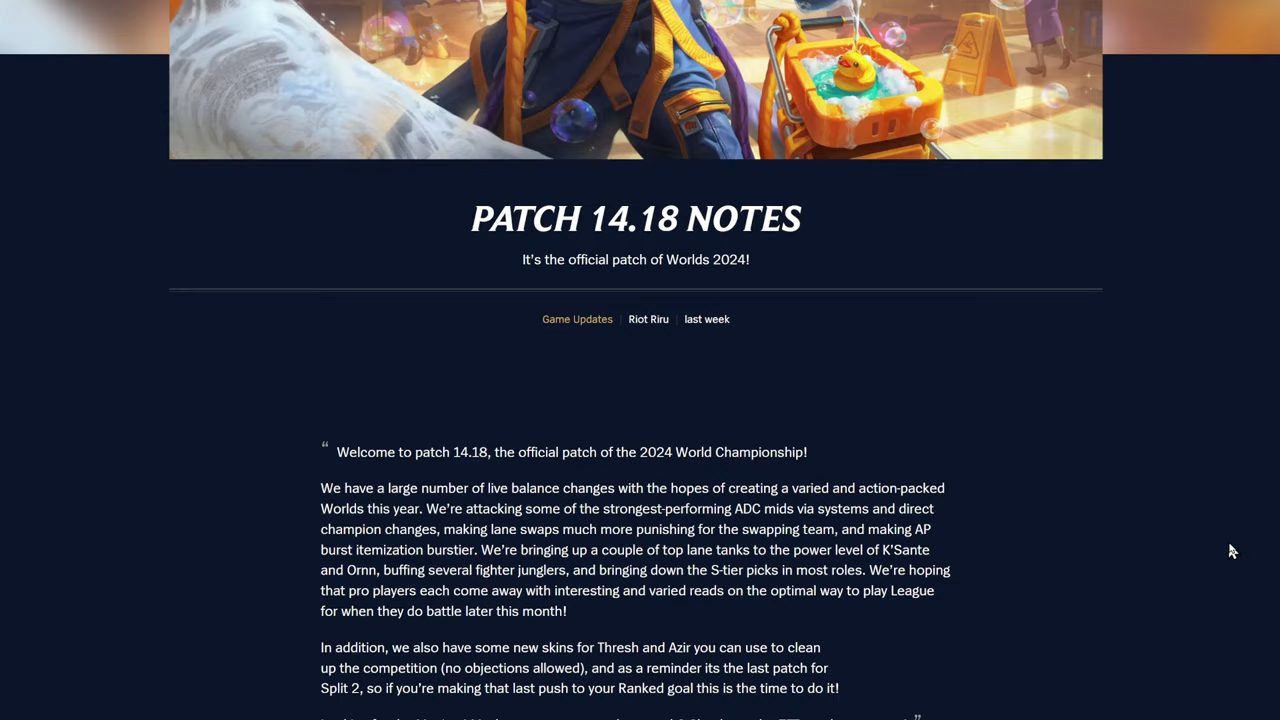 PATCH 14.18 NOTES
It’s the official patch of Worlds 2024!
Game Updates | Riot Riru | last week
“ Welcome to patch 14.18, the official patch of the 2024 World Championship!
We have a large number of live balance changes with the hopes of creating a varied and action-packed
Worlds this year. We’re attacking some of the strongest-performing ADC mids via systems and direct
champion changes, making lane swaps much more punishing for the swapping team, and making AP
burst itemization burstier. We’re bringing up a couple of top lane tanks to the power level of K’Sante
and Ornn, buffing several fighter junglers, and bringing down the S-tier picks in most roles. We’re hoping
that pro players each come away with interesting and varied reads on the optimal way to play League
for when they do battle later this month!
In addition, we also have some new skins for Thresh and Azir you can use to clean
up the competition (no objections allowed), and as a reminder its the last patch for
Split 2, so if you’re making that last push to your Ranked goal this is the time to do it!